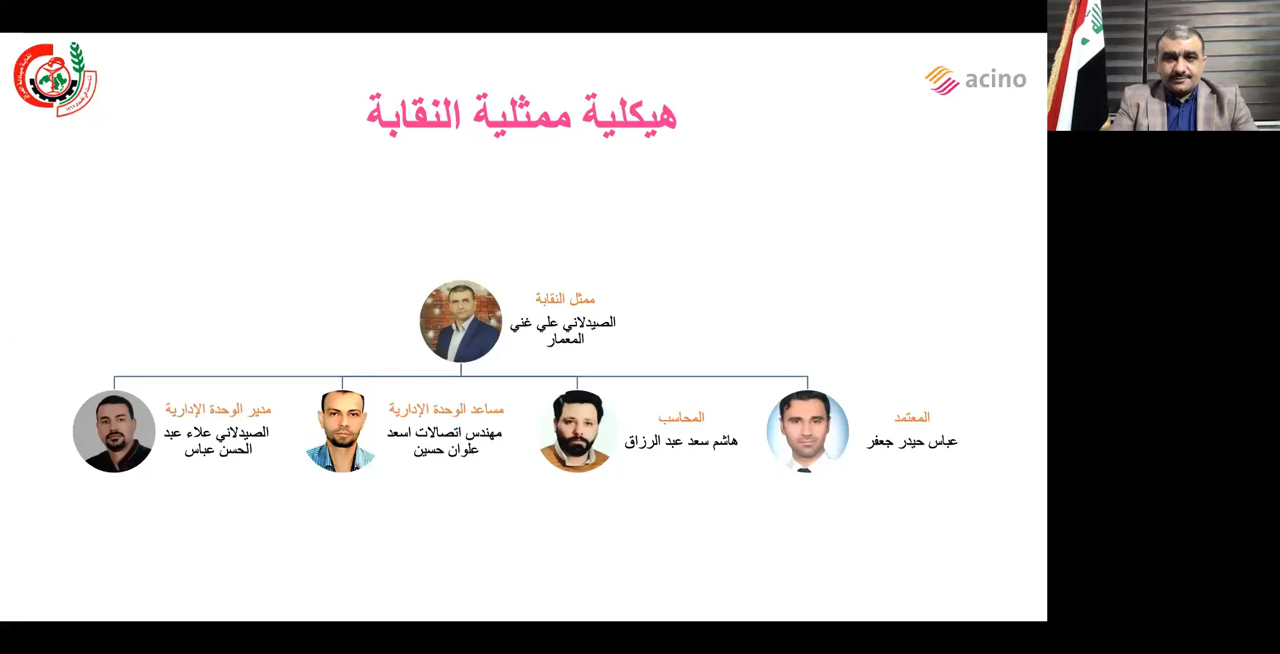 acino
هيكلية ممثلية النقابة
ممثل النقابة
الصيدلاني علي غني
المعمار
المعتمد
عباس حيدر جعفر
المحاسب
هاشم سعد عبد الرزاق
مساعد الوحدة الإدارية
مهندس اتصالات اسعد
علوان حسين
مدير الوحدة الإدارية
الصيدلاني علاء عبد
الحسن عباس